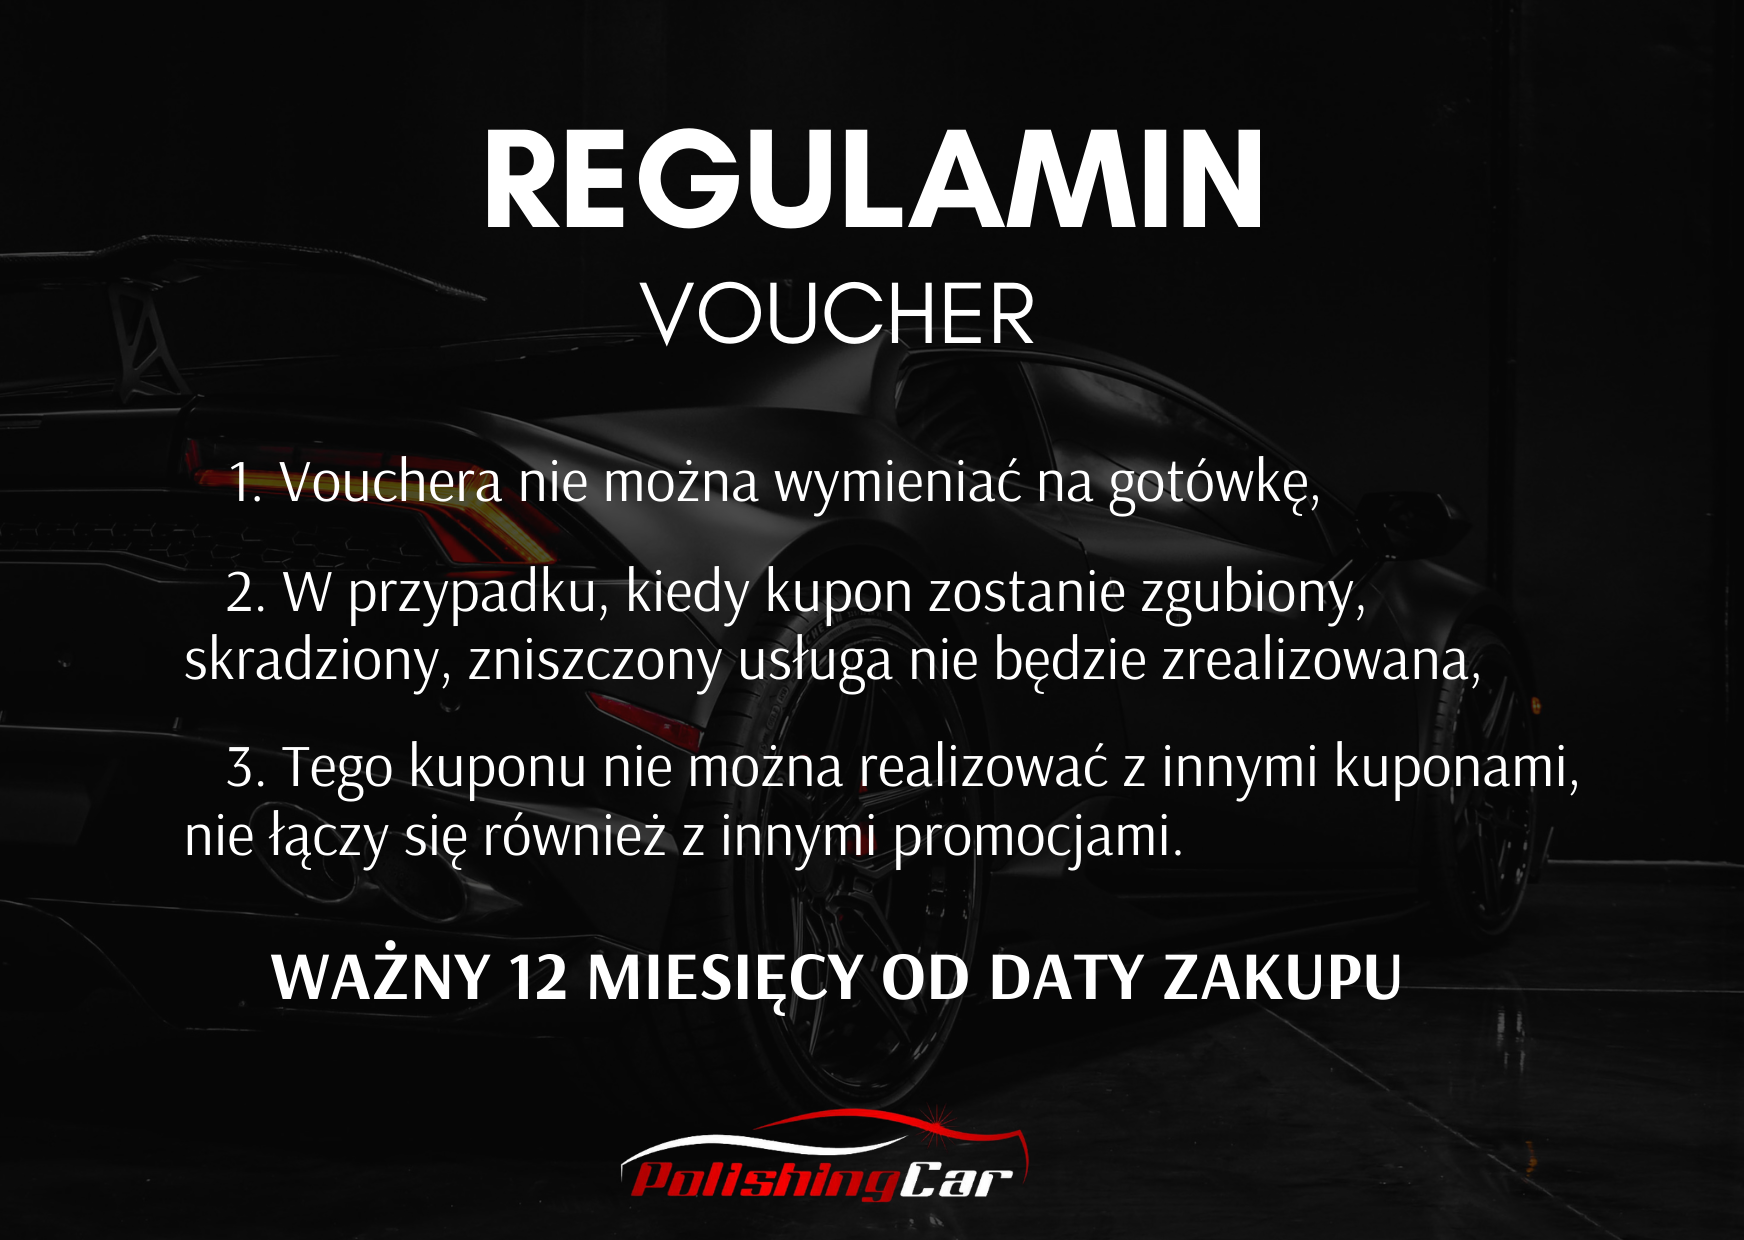 REGULAMIN
VOUCHER
1. Vouchera nie można wymieniać na gotówkę,
2. W przypadku, kiedy kupon zostanie zgubiony,
skradziony, zniszczony usługa nie będzie zrealizowana,
3. Tego kuponu nie można realizować z innymi kuponami,
nie łączy się również z innymi promocjami.
WAŻNY 12 MIESIĘCY OD DATY ZAKUPU
PolishingCar